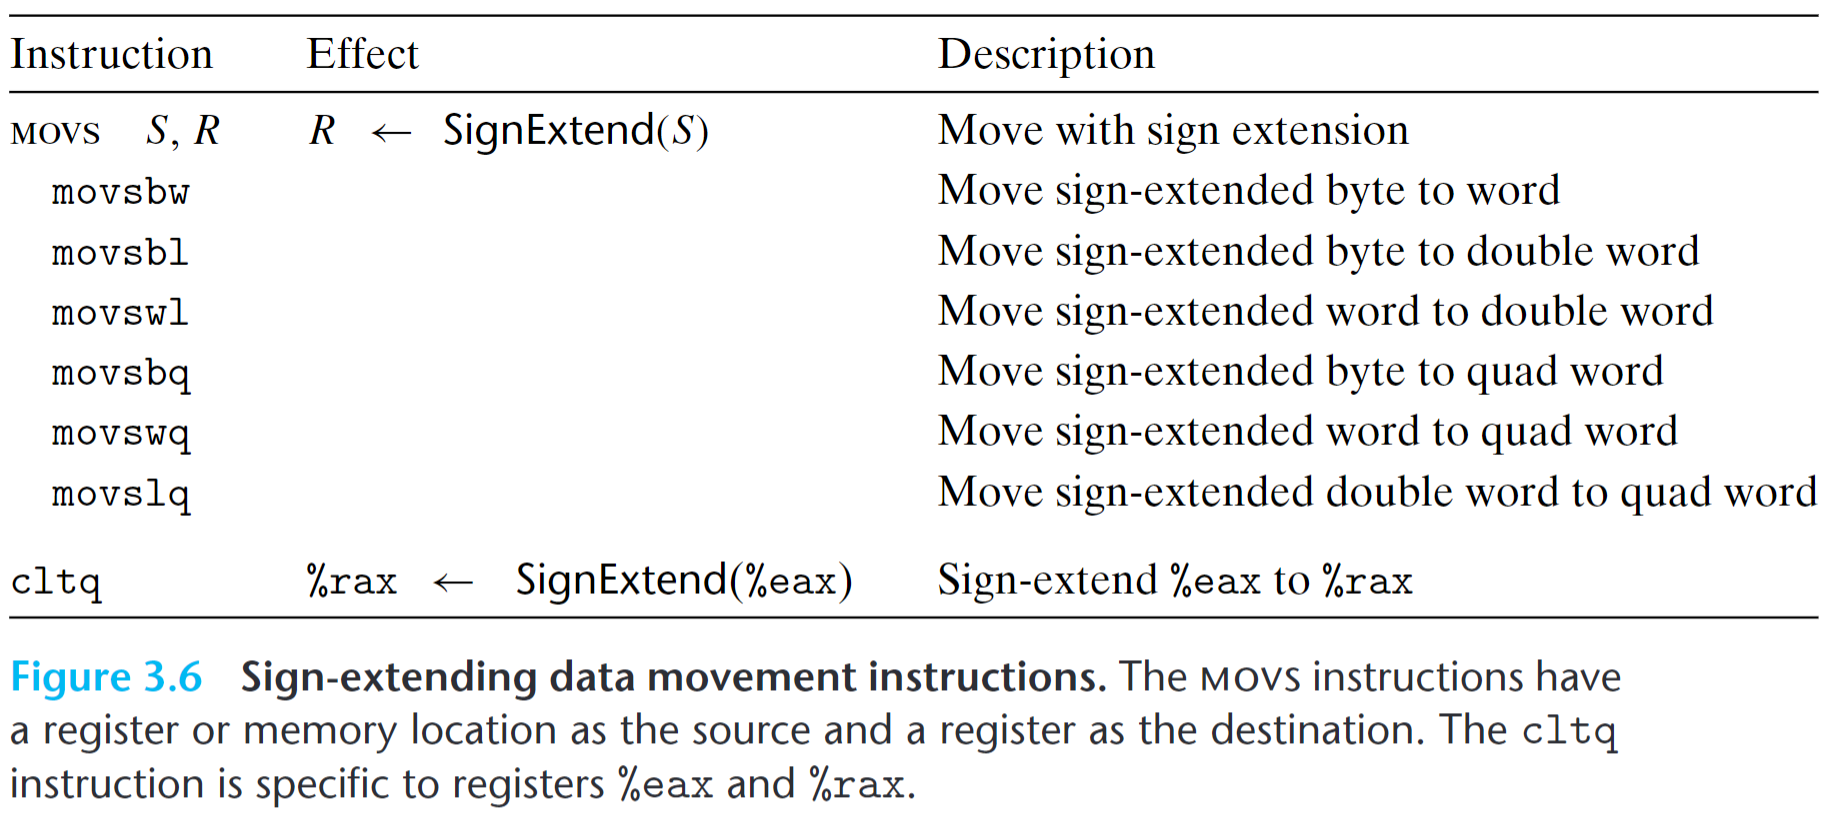 Instruction Effect Description
MOVS S, R R ← SignExtend(S) Move with sign extension
movsbw Move sign-extended byte to word
movsbl Move sign-extended byte to double word
movswl Move sign-extended word to double word
movsbq Move sign-extended byte to quad word
movswq Move sign-extended word to quad word
movslq Move sign-extended double word to quad word
cltq %rax ← SignExtend(%eax) Sign-extend %eax to %rax
Figure 3.6 Sign-extending data movement instructions. The MOVS instructions have
a register or memory location as the source and a register as the destination. The cltq
instruction is specific to registers %eax and %rax.